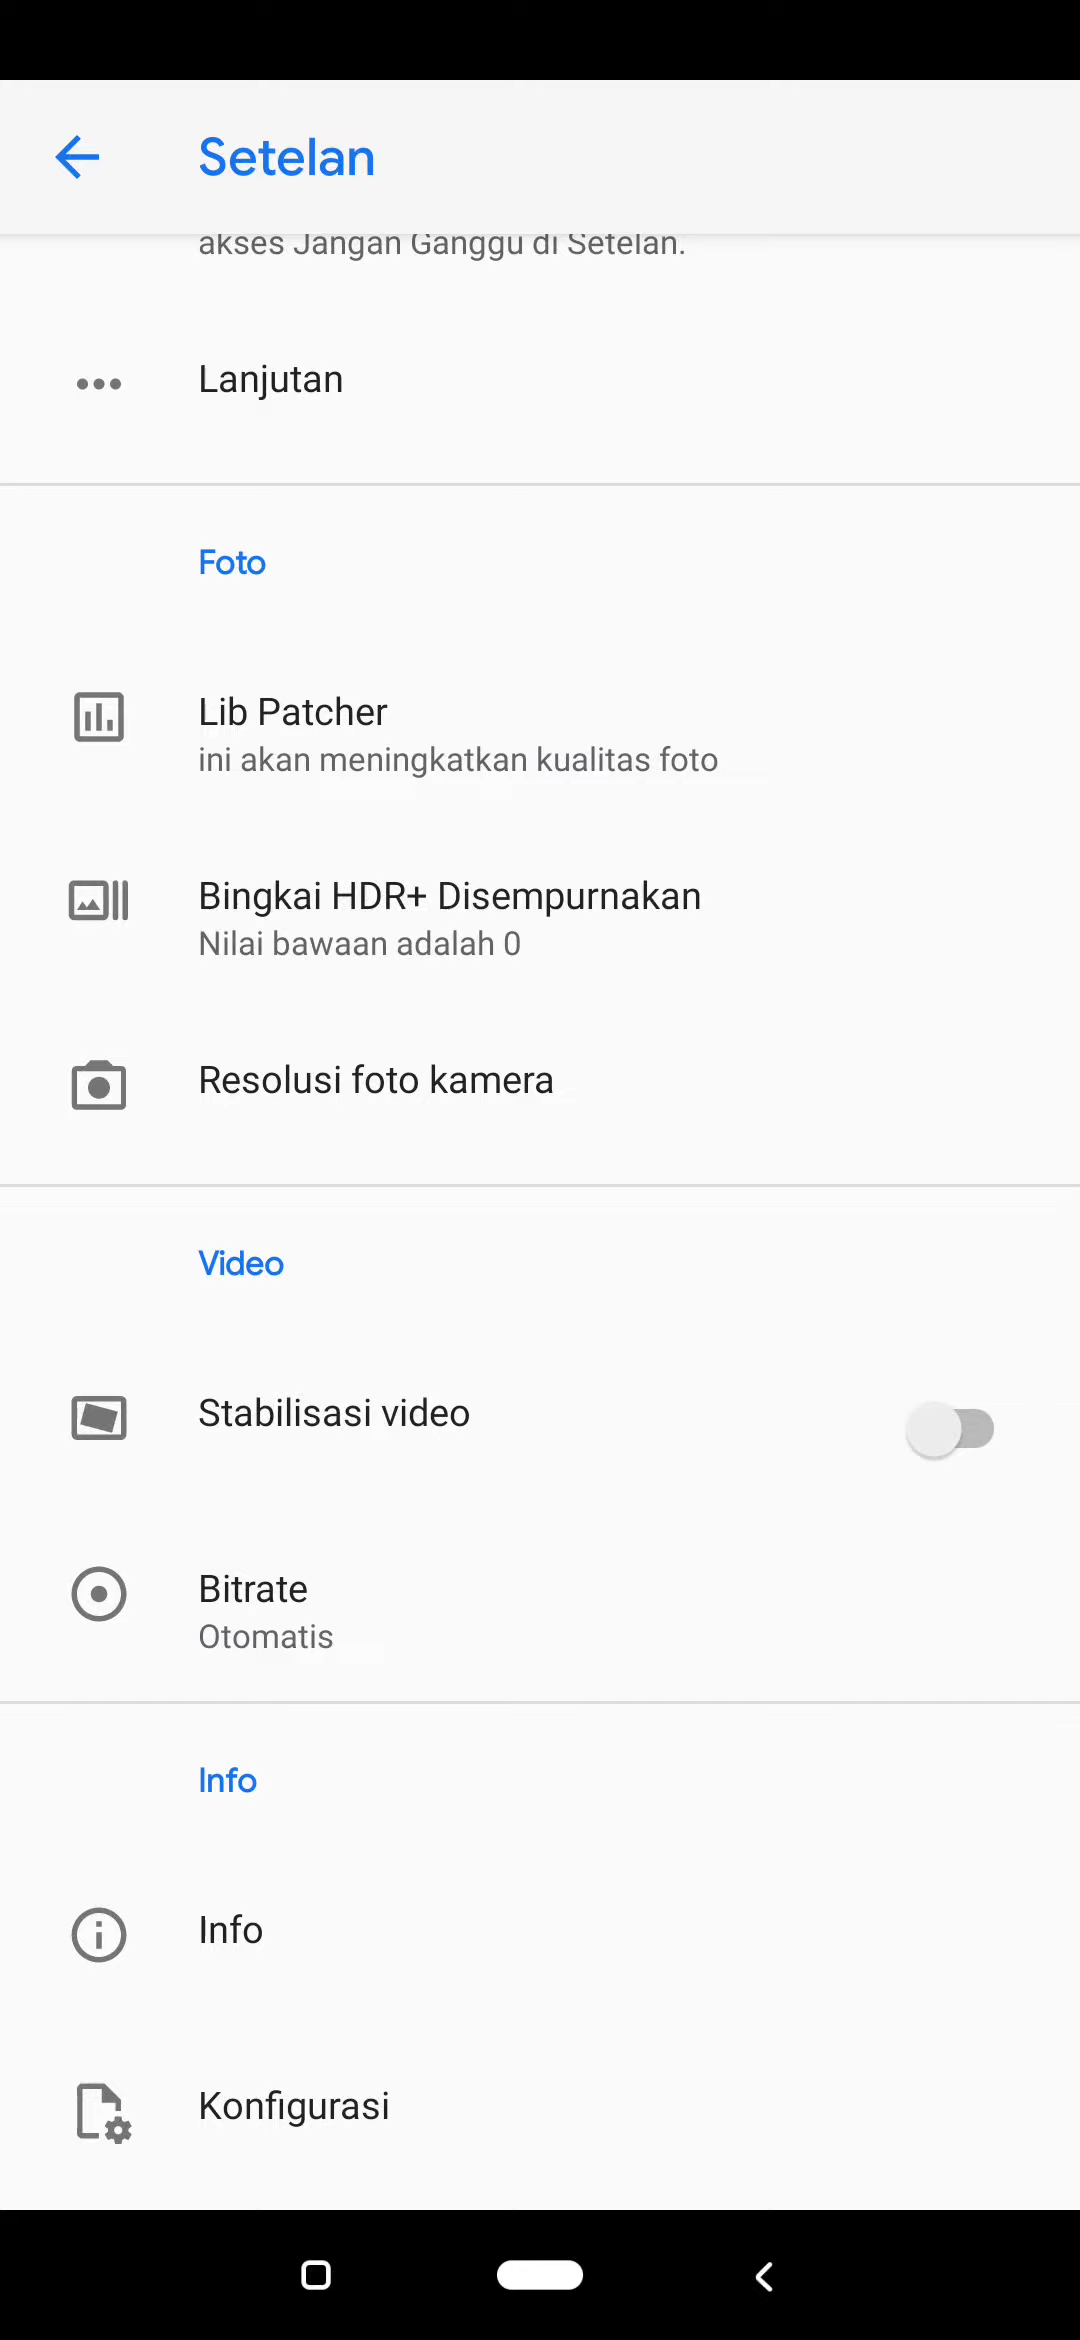 Setelan
akses Jangan Ganggu di Setelan.
Lanjutan
Foto
Lib Patcher
ini akan meningkatkan kualitas foto
Bingkai HDR+ Disempurnakan
Nilai bawaan adalah 0
Resolusi foto kamera
Video
Stabilisasi video
Bitrate
Otomatis
Info
Info
Konfigurasi